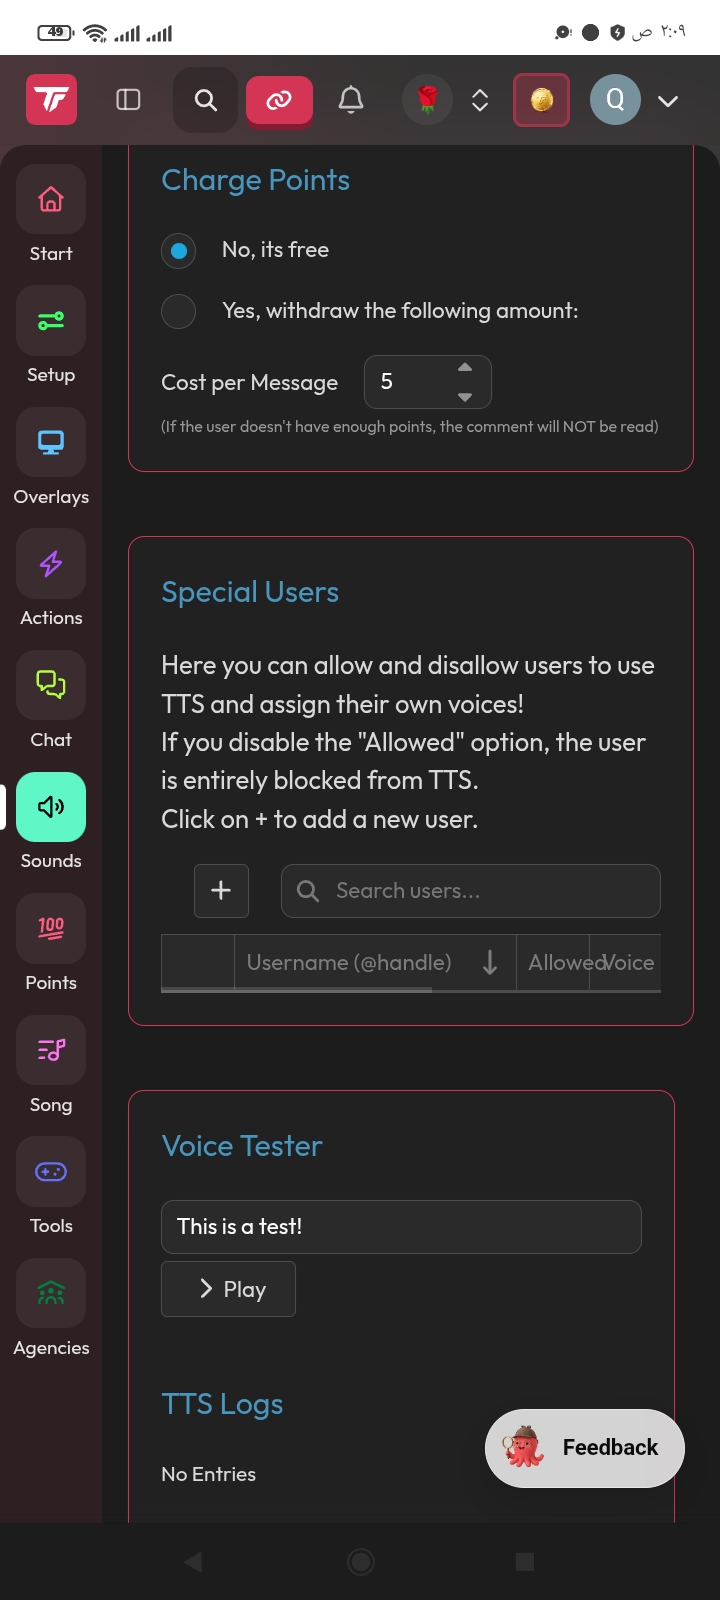 49
ص ٢:٠٩
TF
Q
Charge Points
No, its free
Yes, withdraw the following amount:
Cost per Message 5
(If the user doesn't have enough points, the comment will NOT be read)
Special Users
Here you can allow and disallow users to use
TTS and assign their own voices!
If you disable the "Allowed" option, the user
is entirely blocked from TTS.
Click on + to add a new user.
+ Search users...
Username (@handle) Allowed Voice
Voice Tester
This is a test!
Play
TTS Logs
No Entries
Feedback
Start
Setup
Overlays
Actions
Chat
Sounds
100
Points
Song
Tools
Agencies